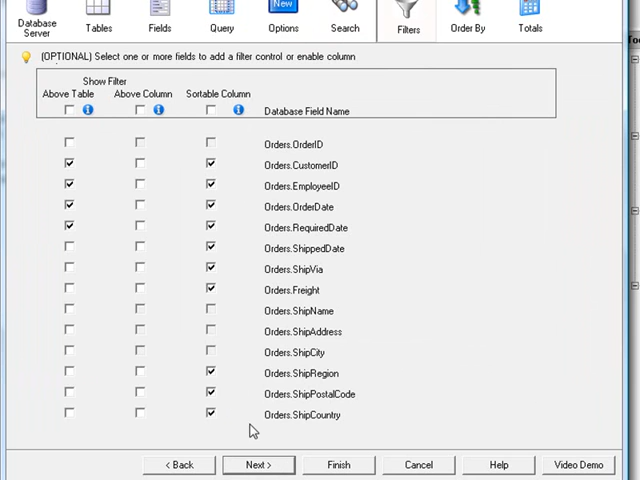 Database
Server
Tables
Fields
Query
New
Options
Search
Filters
Order By
Totals
(OPTIONAL) Select one or more fields to add a filter control or enable column
Show Filter
Above Table Above Column Sortable Column
Database Field Name
Orders.OrderID
Orders.CustomerID
Orders.EmployeeID
Orders.OrderDate
Orders.RequiredDate
Orders.ShippedDate
Orders.ShipVia
Orders.Freight
Orders.ShipName
Orders.ShipAddress
Orders.ShipCity
Orders.ShipRegion
Orders.ShipPostalCode
Orders.ShipCountry
< Back Next > Finish Cancel Help Video Demo